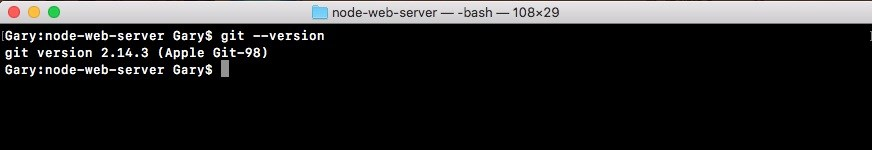 node-web-server — -bash — 108×29
[Gary:node-web-server Gary$ git --version
git version 2.14.3 (Apple Git-98)
Gary:node-web-server Gary$